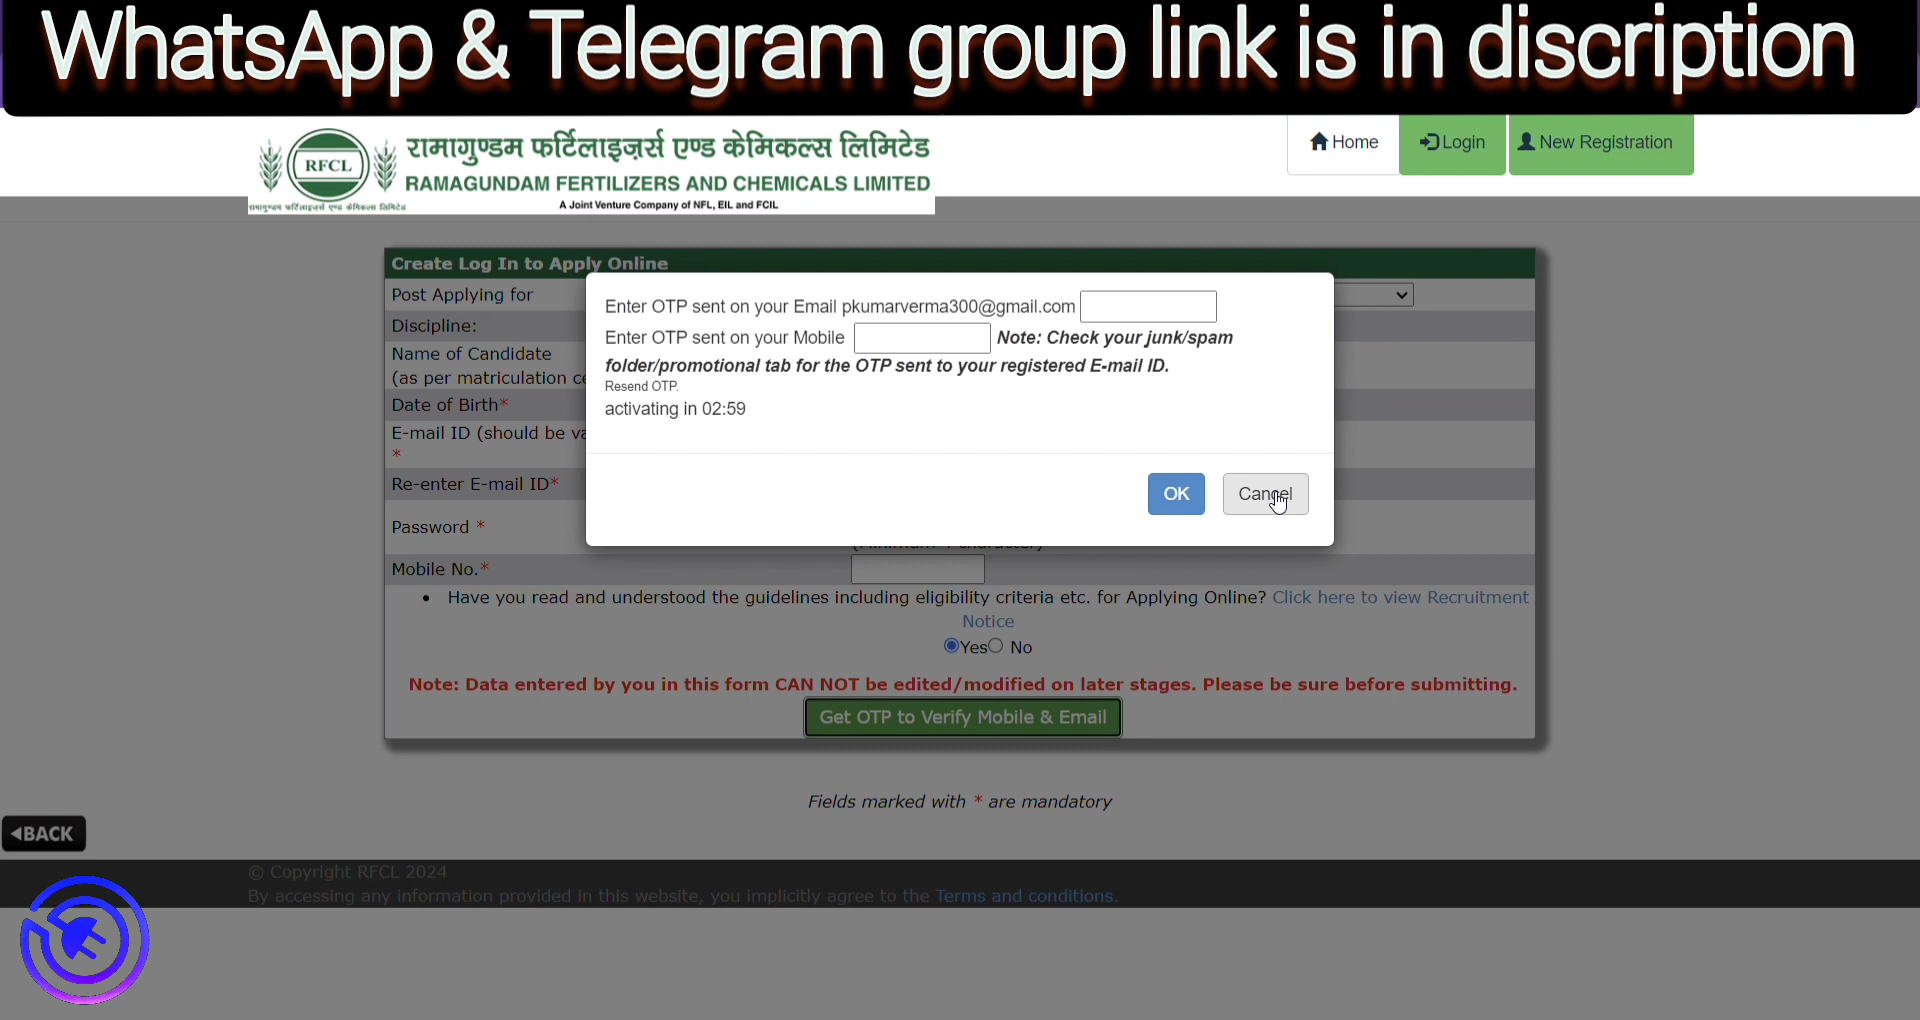 WhatsApp & Telegram group link is in discription
RFCL
रामागुण्डम फर्टिलाइज़र्स एण्ड केमिकल्स लिमिटेड
RAMAGUNDAM FERTILIZERS AND CHEMICALS LIMITED
रामागुण्डम फर्टिलाइजर्स एण्ड केमिकल्स लिमिटेड
A Joint Venture Company of NFL, EIL and FCIL
Home
Login
New Registration
Create Log In to Apply Online
Post Applying for
Discipline:
Name of Candidate
(as per matriculation
Date of Birth*
E-mail ID (should be
*
Re-enter E-mail ID*
Password *
Mobile No.*
Enter OTP sent on your Email pkumarverma300@gmail.com
Enter OTP sent on your Mobile Note: Check your junk/spam
folder/promotional tab for the OTP sent to your registered E-mail ID.
Resend OTP.
activating in 02:59
OK
Cancel
• Have you read and understood the guidelines including eligibility criteria etc. for Applying Online? Click here to view Recruitment
Notice
Yes No
Note: Data entered by you in this form CAN NOT be edited/modified on later stages. Please be sure before submitting.
Get OTP to Verify Mobile & Email
Fields marked with * are mandatory
BACK
© Copyright RFCL 2024
By accessing any information provided in this website, you implicitly agree to the Terms and conditions.